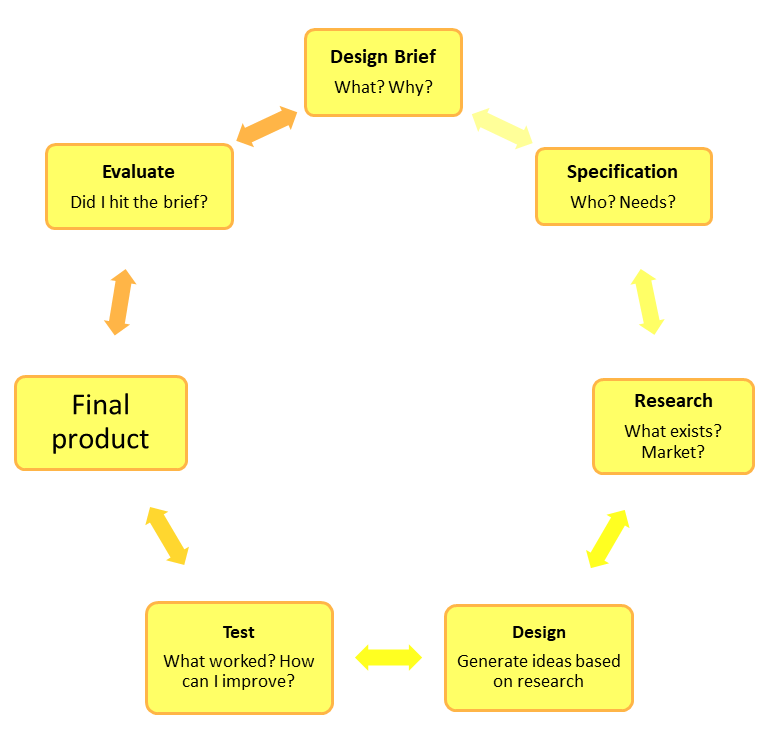 Design Brief
What? Why?
Specification
Who? Needs?
Research
What exists?
Market?
Design
Generate ideas based
on research
Test
What worked? How
can I improve?
Final
product
Evaluate
Did I hit the brief?